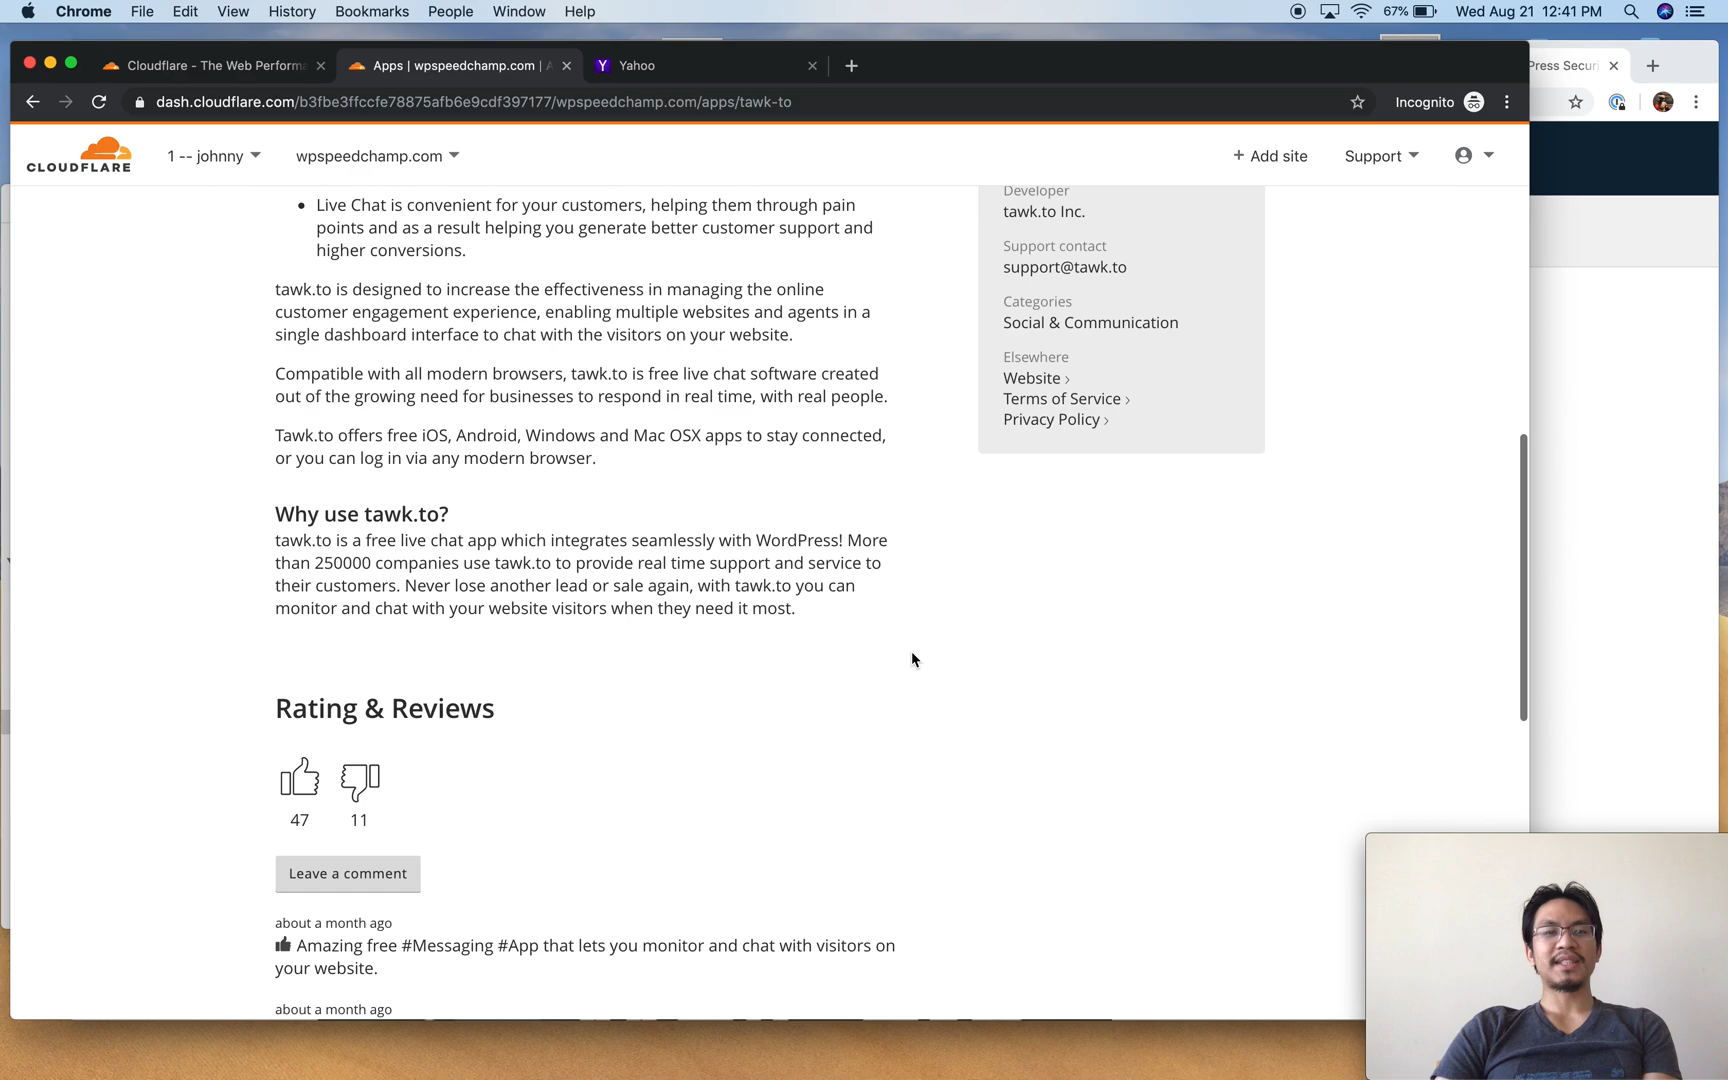 Chrome File Edit View History Bookmarks People Window Help 67% Wed Aug 21 12:41 PM
Cloudflare - The Web Performa Apps | wpspeedchamp.com | A Yahoo Press Secur
dash.cloudflare.com/b3fbe3ffccfe78875afb6e9cdf397177/wpspeedchamp.com/apps/tawk-to Incognito
CLOUDFLARE 1 -- johnny wpspeedchamp.com + Add site Support
Live Chat is convenient for your customers, helping them through pain
points and as a result helping you generate better customer support and
higher conversions.
tawk.to is designed to increase the effectiveness in managing the online
customer engagement experience, enabling multiple websites and agents in a
single dashboard interface to chat with the visitors on your website.
Compatible with all modern browsers, tawk.to is free live chat software created
out of the growing need for businesses to respond in real time, with real people.
Tawk.to offers free iOS, Android, Windows and Mac OSX apps to stay connected,
or you can log in via any modern browser.
Why use tawk.to?
tawk.to is a free live chat app which integrates seamlessly with WordPress! More
than 250000 companies use tawk.to to provide real time support and service to
their customers. Never lose another lead or sale again, with tawk.to you can
monitor and chat with your website visitors when they need it most.
Developer
tawk.to Inc.
Support contact
support@tawk.to
Categories
Social & Communication
Elsewhere
Website ›
Terms of Service ›
Privacy Policy ›
Rating & Reviews
47 11
Leave a comment
about a month ago
Amazing free #Messaging #App that lets you monitor and chat with visitors on
your website.
about a month ago